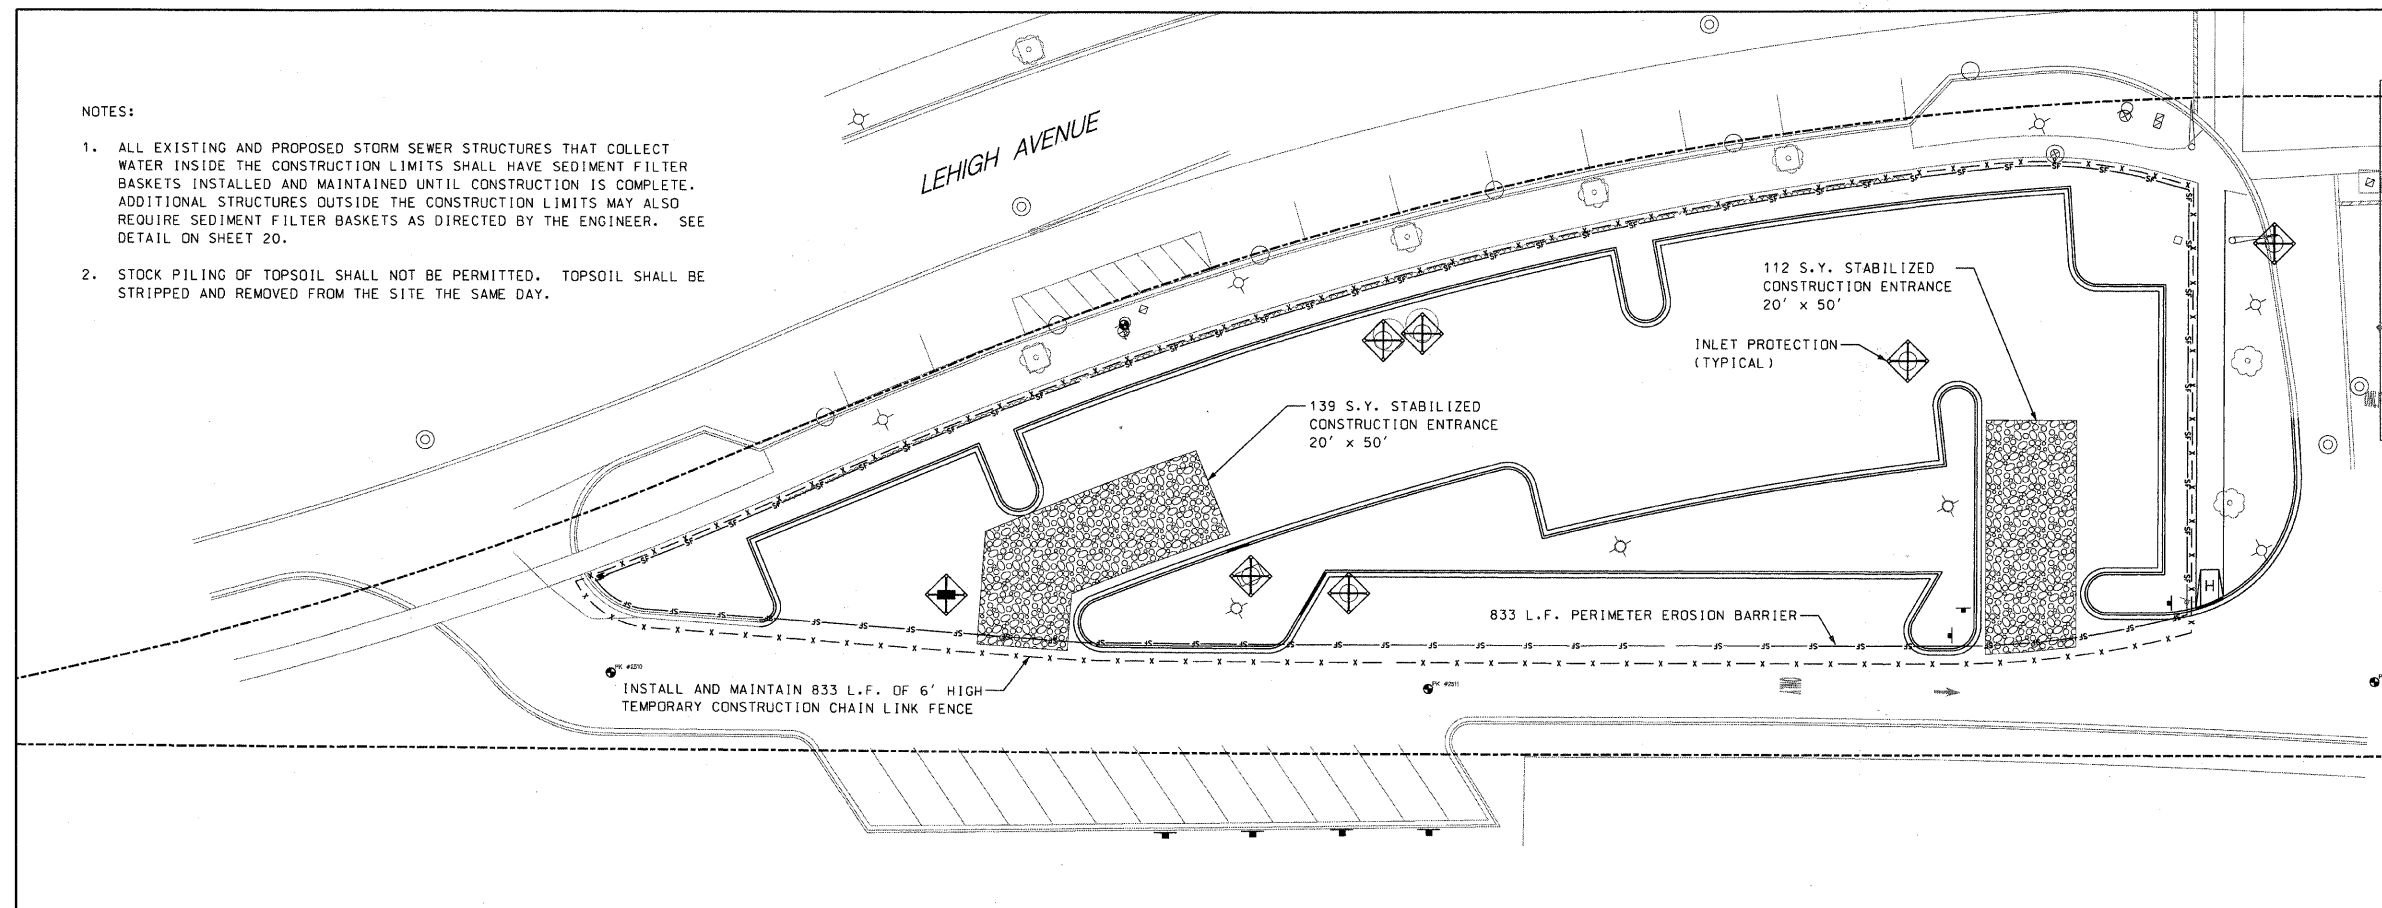 NOTES:
1. ALL EXISTING AND PROPOSED STORM SEWER STRUCTURES THAT COLLECT
WATER INSIDE THE CONSTRUCTION LIMITS SHALL HAVE SEDIMENT FILTER
BASKETS INSTALLED AND MAINTAINED UNTIL CONSTRUCTION IS COMPLETE.
ADDITIONAL STRUCTURES OUTSIDE THE CONSTRUCTION LIMITS MAY ALSO
REQUIRE SEDIMENT FILTER BASKETS AS DIRECTED BY THE ENGINEER. SEE
DETAIL ON SHEET 20.
2. STOCK PILING OF TOPSOIL SHALL NOT BE PERMITTED. TOPSOIL SHALL BE
STRIPPED AND REMOVED FROM THE SITE THE SAME DAY.
LEHIGH AVENUE
112 S.Y. STABILIZED
CONSTRUCTION ENTRANCE
20' x 50'
INLET PROTECTION
(TYPICAL)
139 S.Y. STABILIZED
CONSTRUCTION ENTRANCE
20' x 50'
833 L.F. PERIMETER EROSION BARRIER
H
PK #2510
PK #2511
INSTALL AND MAINTAIN 833 L.F. OF 6' HIGH
TEMPORARY CONSTRUCTION CHAIN LINK FENCE